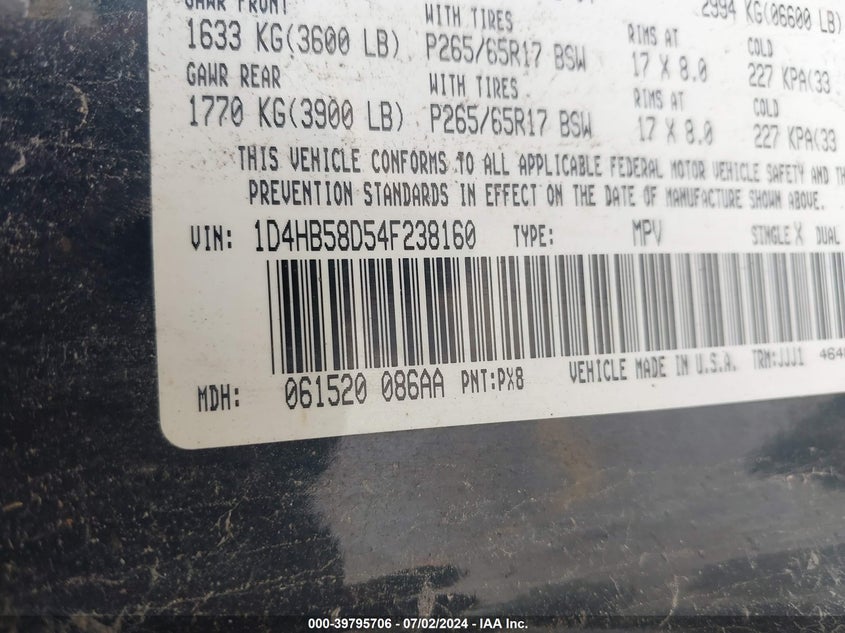 GAWR FRONT WITH TIRES RIMS AT COLD 2994 KG(06600 LB)
1633 KG(3600 LB) P265/65R17 BSW 17 X 8.0 227 KPA(33
GAWR REAR WITH TIRES RIMS AT COLD
1770 KG(3900 LB) P265/65R17 BSW 17 X 8.0 227 KPA(33
THIS VEHICLE CONFORMS TO ALL APPLICABLE FEDERAL MOTOR VEHICLE SAFETY AND TH
PREVENTION STANDARDS IN EFFECT ON THE DATE OF MANUFACTURE SHOWN ABOVE.
VIN: 1D4HB58D54F238160 TYPE: MPV SINGLE X DUAL
MDH: 061520 086AA PNT:PX8 VEHICLE MADE IN U.S.A. TRM:JJJ1 464
000-39795706 - 07/02/2024 - IAA Inc.